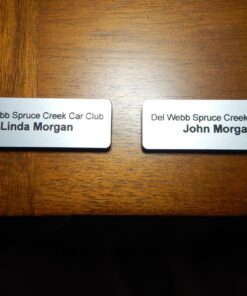 bb Spruce Creek Car Club
Linda Morgan
Del Webb Spruce Creek
John Morga